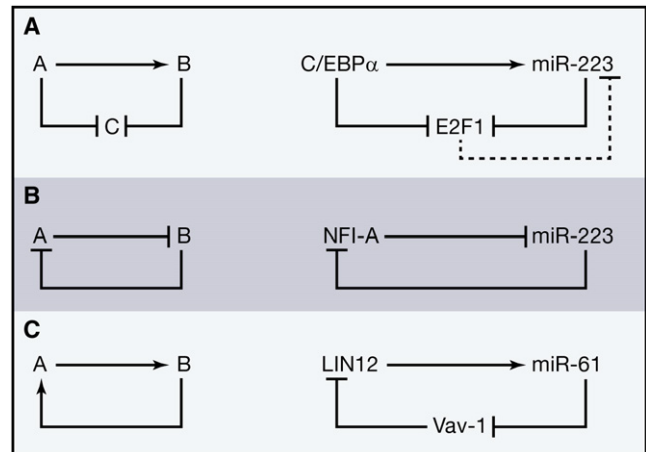 A
A B C/EBPα miR-223
C E2F1
B
A B NFI-A miR-223
C
A B LIN12 miR-61
Vav-1